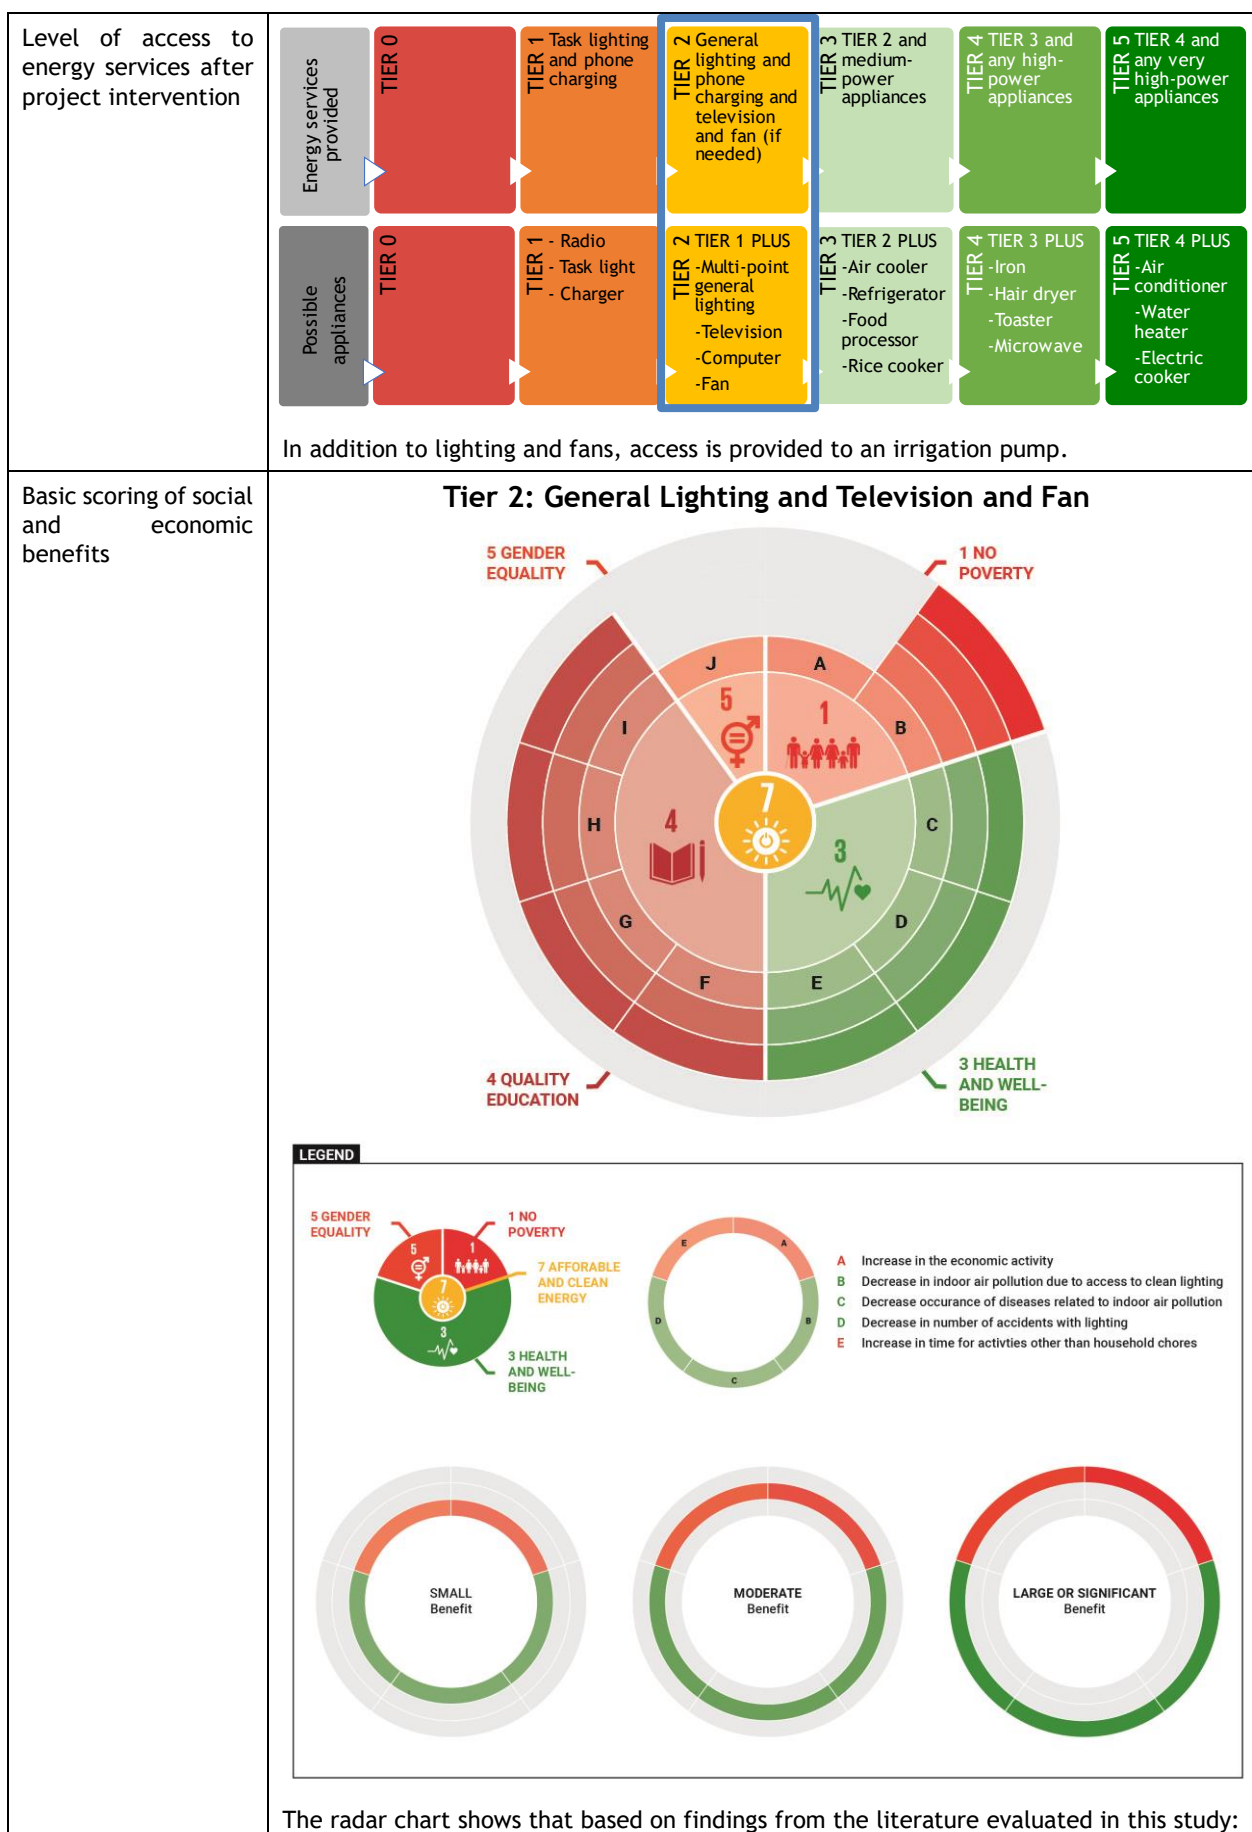 Level of access to
energy services after
project intervention
Energy services
provided
TIER 0
TIER 1
Task lighting
and phone
charging
TIER 2
General
lighting and
phone
charging and
television
and fan (if
needed)
TIER 3
TIER 2 and
medium-
power
appliances
TIER 4
TIER 3 and
any high-
power
appliances
TIER 5
TIER 4 and
any very
high-power
appliances
Possible
appliances
TIER 0
TIER 1
- Radio
- Task light
- Charger
TIER 2
TIER 1 PLUS
-Multi-point
general
lighting
-Television
-Computer
-Fan
TIER 3
TIER 2 PLUS
-Air cooler
-Refrigerator
-Food
processor
-Rice cooker
TIER 4
TIER 3 PLUS
-Iron
-Hair dryer
-Toaster
-Microwave
TIER 5
TIER 4 PLUS
-Air
conditioner
-Water
heater
-Electric
cooker
In addition to lighting and fans, access is provided to an irrigation pump.
Basic scoring of social
and economic
benefits
Tier 2: General Lighting and Television and Fan
5 GENDER
EQUALITY
1 NO
POVERTY
J
A
5
1
I
B
7
H
4
C
3
G
D
F
E
4 QUALITY
EDUCATION
3 HEALTH
AND WELL-
BEING
LEGEND
5 GENDER
EQUALITY
1 NO
POVERTY
5
1
7
3
7 AFFORABLE
AND CLEAN
ENERGY
3 HEALTH
AND WELL-
BEING
E
A
D
B
C
A Increase in the economic activity
B Decrease in indoor air pollution due to access to clean lighting
C Decrease occurance of diseases related to indoor air pollution
D Decrease in number of accidents with lighting
E Increase in time for activties other than household chores
SMALL
Benefit
MODERATE
Benefit
LARGE OR SIGNIFICANT
Benefit
The radar chart shows that based on findings from the literature evaluated in this study: